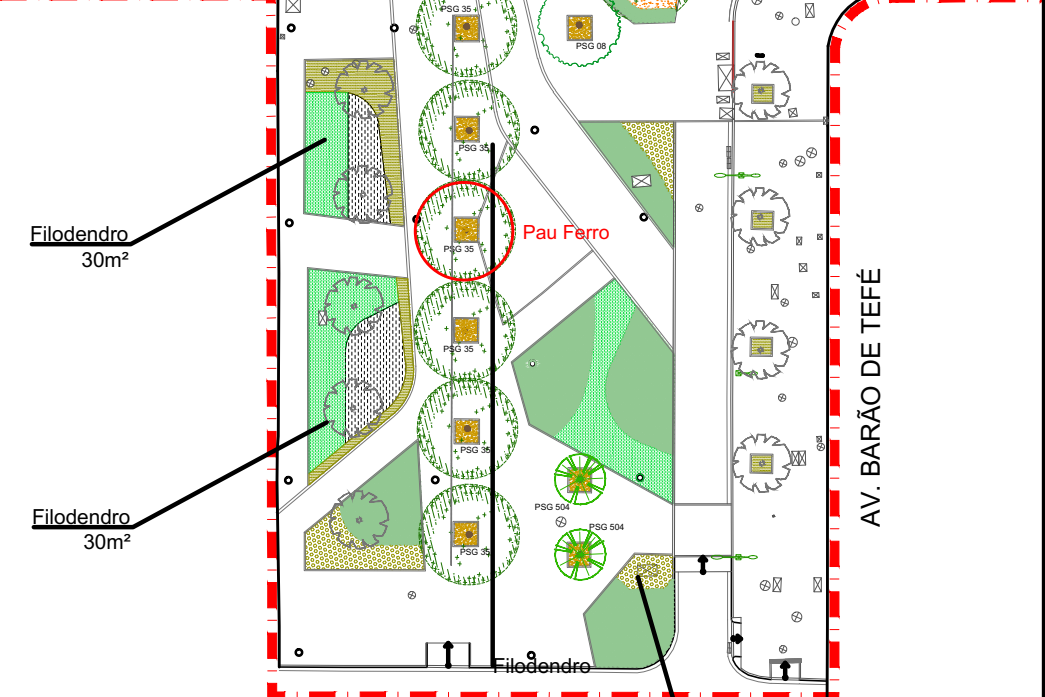 PSG 35
PSG 08
PSG 35
Filodendro
30m²
Pau Ferro
PSG 35
AV. BARÃO DE TEFÉ
PSG 35
PSG 35
Filodendro
30m²
PSG 504
PSG 504
PSG 35
Filodendro